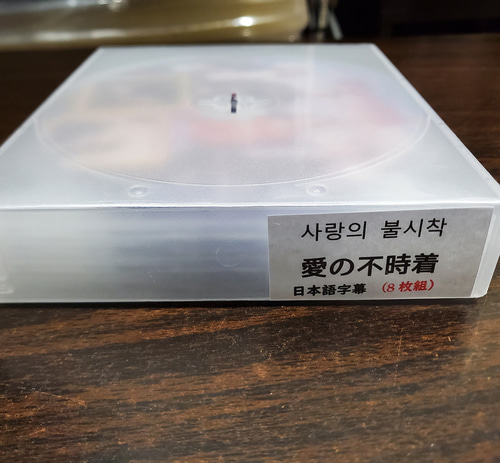 사랑의 불시착
愛の不時着
日本語字幕 (8枚組)